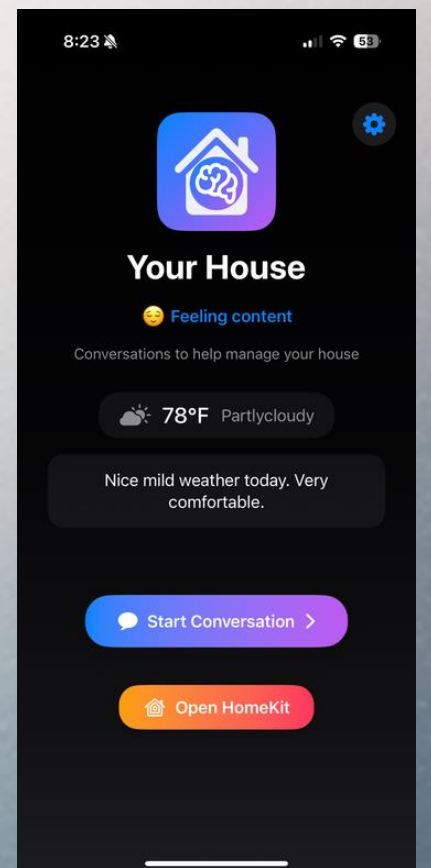 8:23
53
Your House
Feeling content
Conversations to help manage your house
78°F Partlycloudy
Nice mild weather today. Very
comfortable.
Start Conversation
Open HomeKit